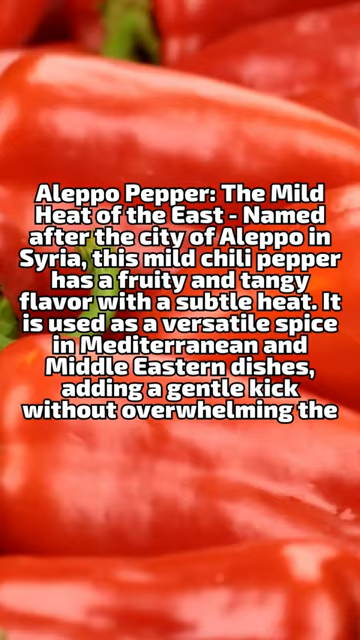 Aleppo Pepper: The Mild
Heat of the East - Named
after the city of Aleppo in
Syria, this mild chili pepper
has a fruity and tangy
flavor with a subtle heat. It
is used as a versatile spice
in Mediterranean and
Middle Eastern dishes,
adding a gentle kick
without overwhelming the